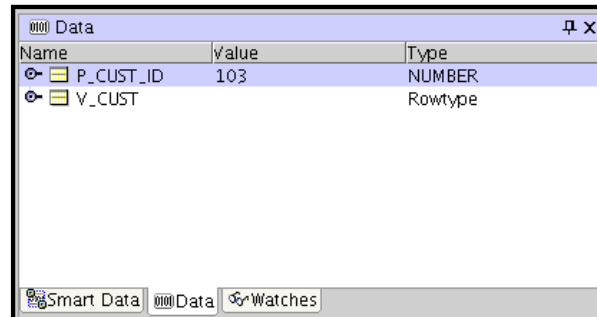 Data
Name Value Type
P_CUST_ID 103 NUMBER
V_CUST Rowtype
Smart Data Data Watches